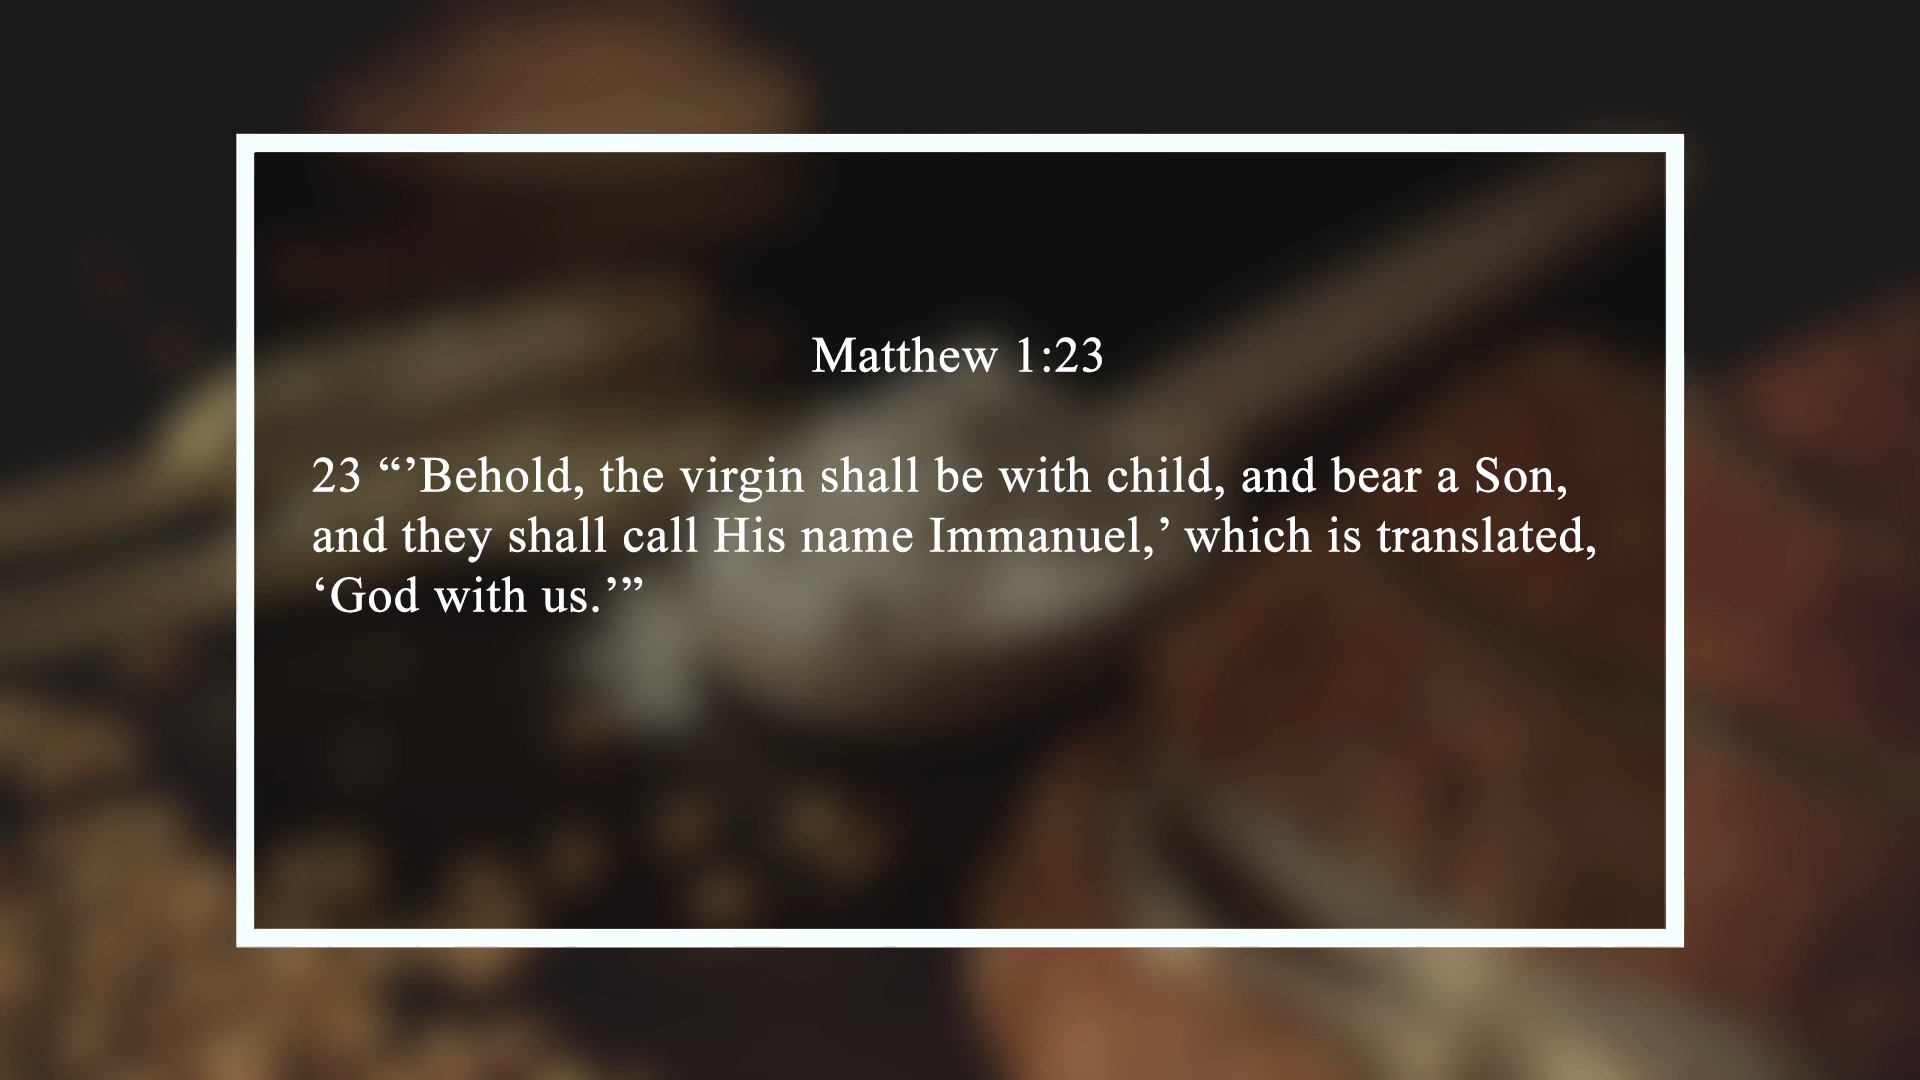 Matthew 1:23
23 “’Behold, the virgin shall be with child, and bear a Son,
and they shall call His name Immanuel,’ which is translated,
‘God with us.’”